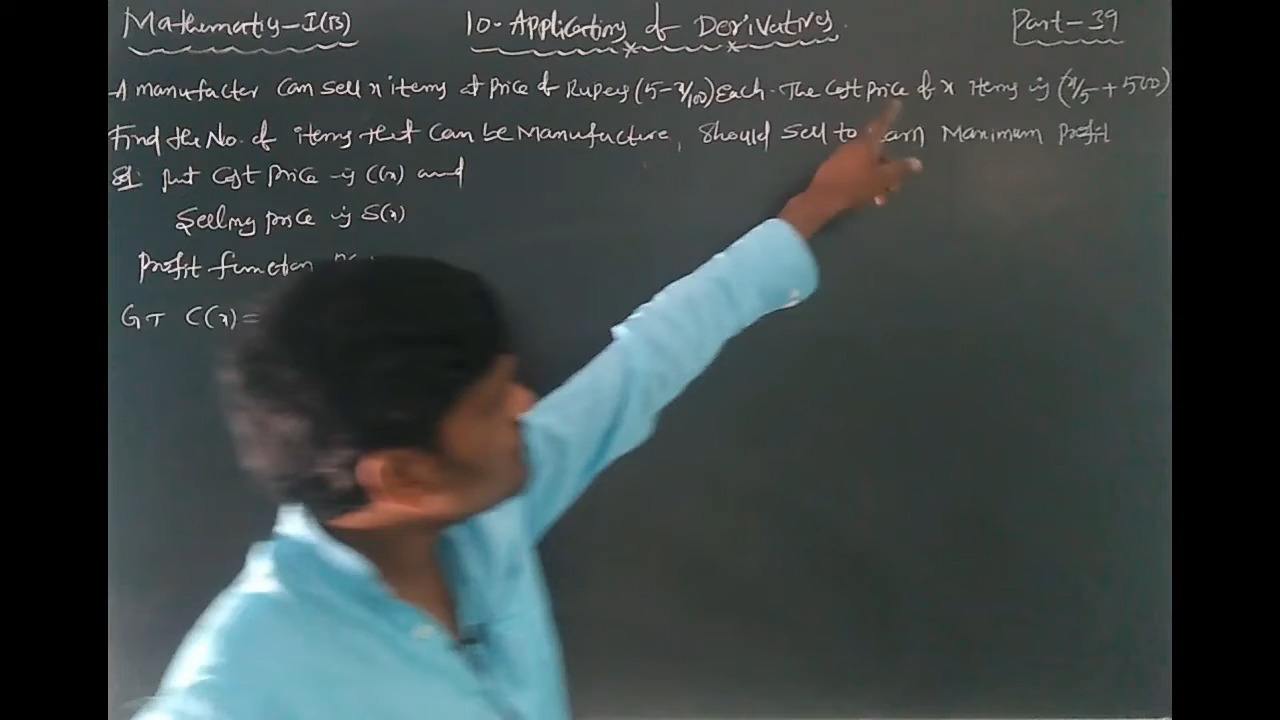 Mathematics-I(B) 10. Applications of Derivatives. Part-39
A manufacter Can sell x items at Price of Rupees (5-x/100) Each. The Cost price of x items is (x/5+500)
Find the No. of items that Can be Manufacture, Should Sell to Earn Maximum Profit
Sol put Cost price is C(x) and
Selling price is S(x)
Profit function
GT C(x)=